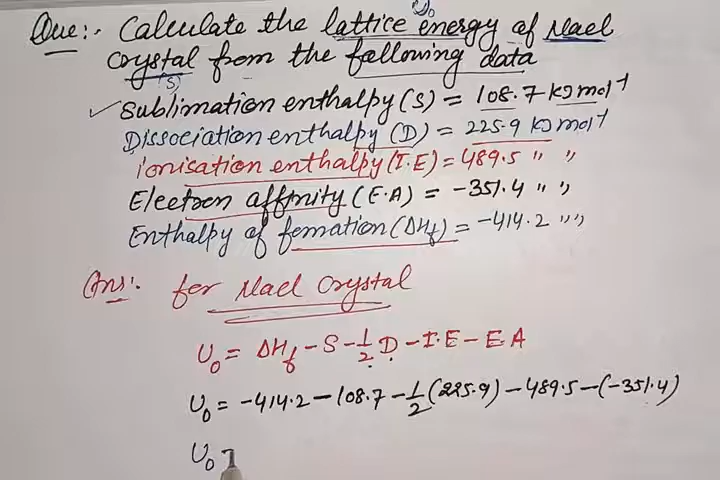 Que:- Calculate the lattice energy of Nacl
U₀
crystal from the following data
(S)
Sublimation enthalpy (S) = 108.7 kJ mol⁻¹
Dissociation enthalpy (D) = 225.9 kJ mol⁻¹
ionisation enthalpy (I.E) = 489.5 " "
Electron affinity (E.A) = -351.4 " "
Enthalpy of formation (ΔHf) = -414.2 " "
Ans:- for Nacl Crystal
U₀ = ΔHf - S - 1/2 D - I.E - E.A
U₀ = -414.2 - 108.7 - 1/2 (225.9) - 489.5 - (-351.4)
U₀ =